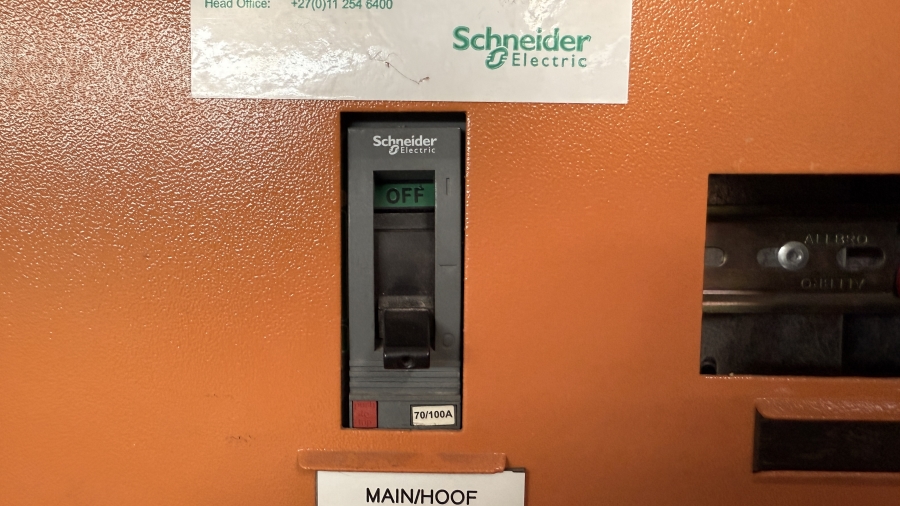 Head Office: +27(0)11 254 6400
Schneider
Electric
Schneider
Electric
OFF
70/100A
MAIN/HOOF